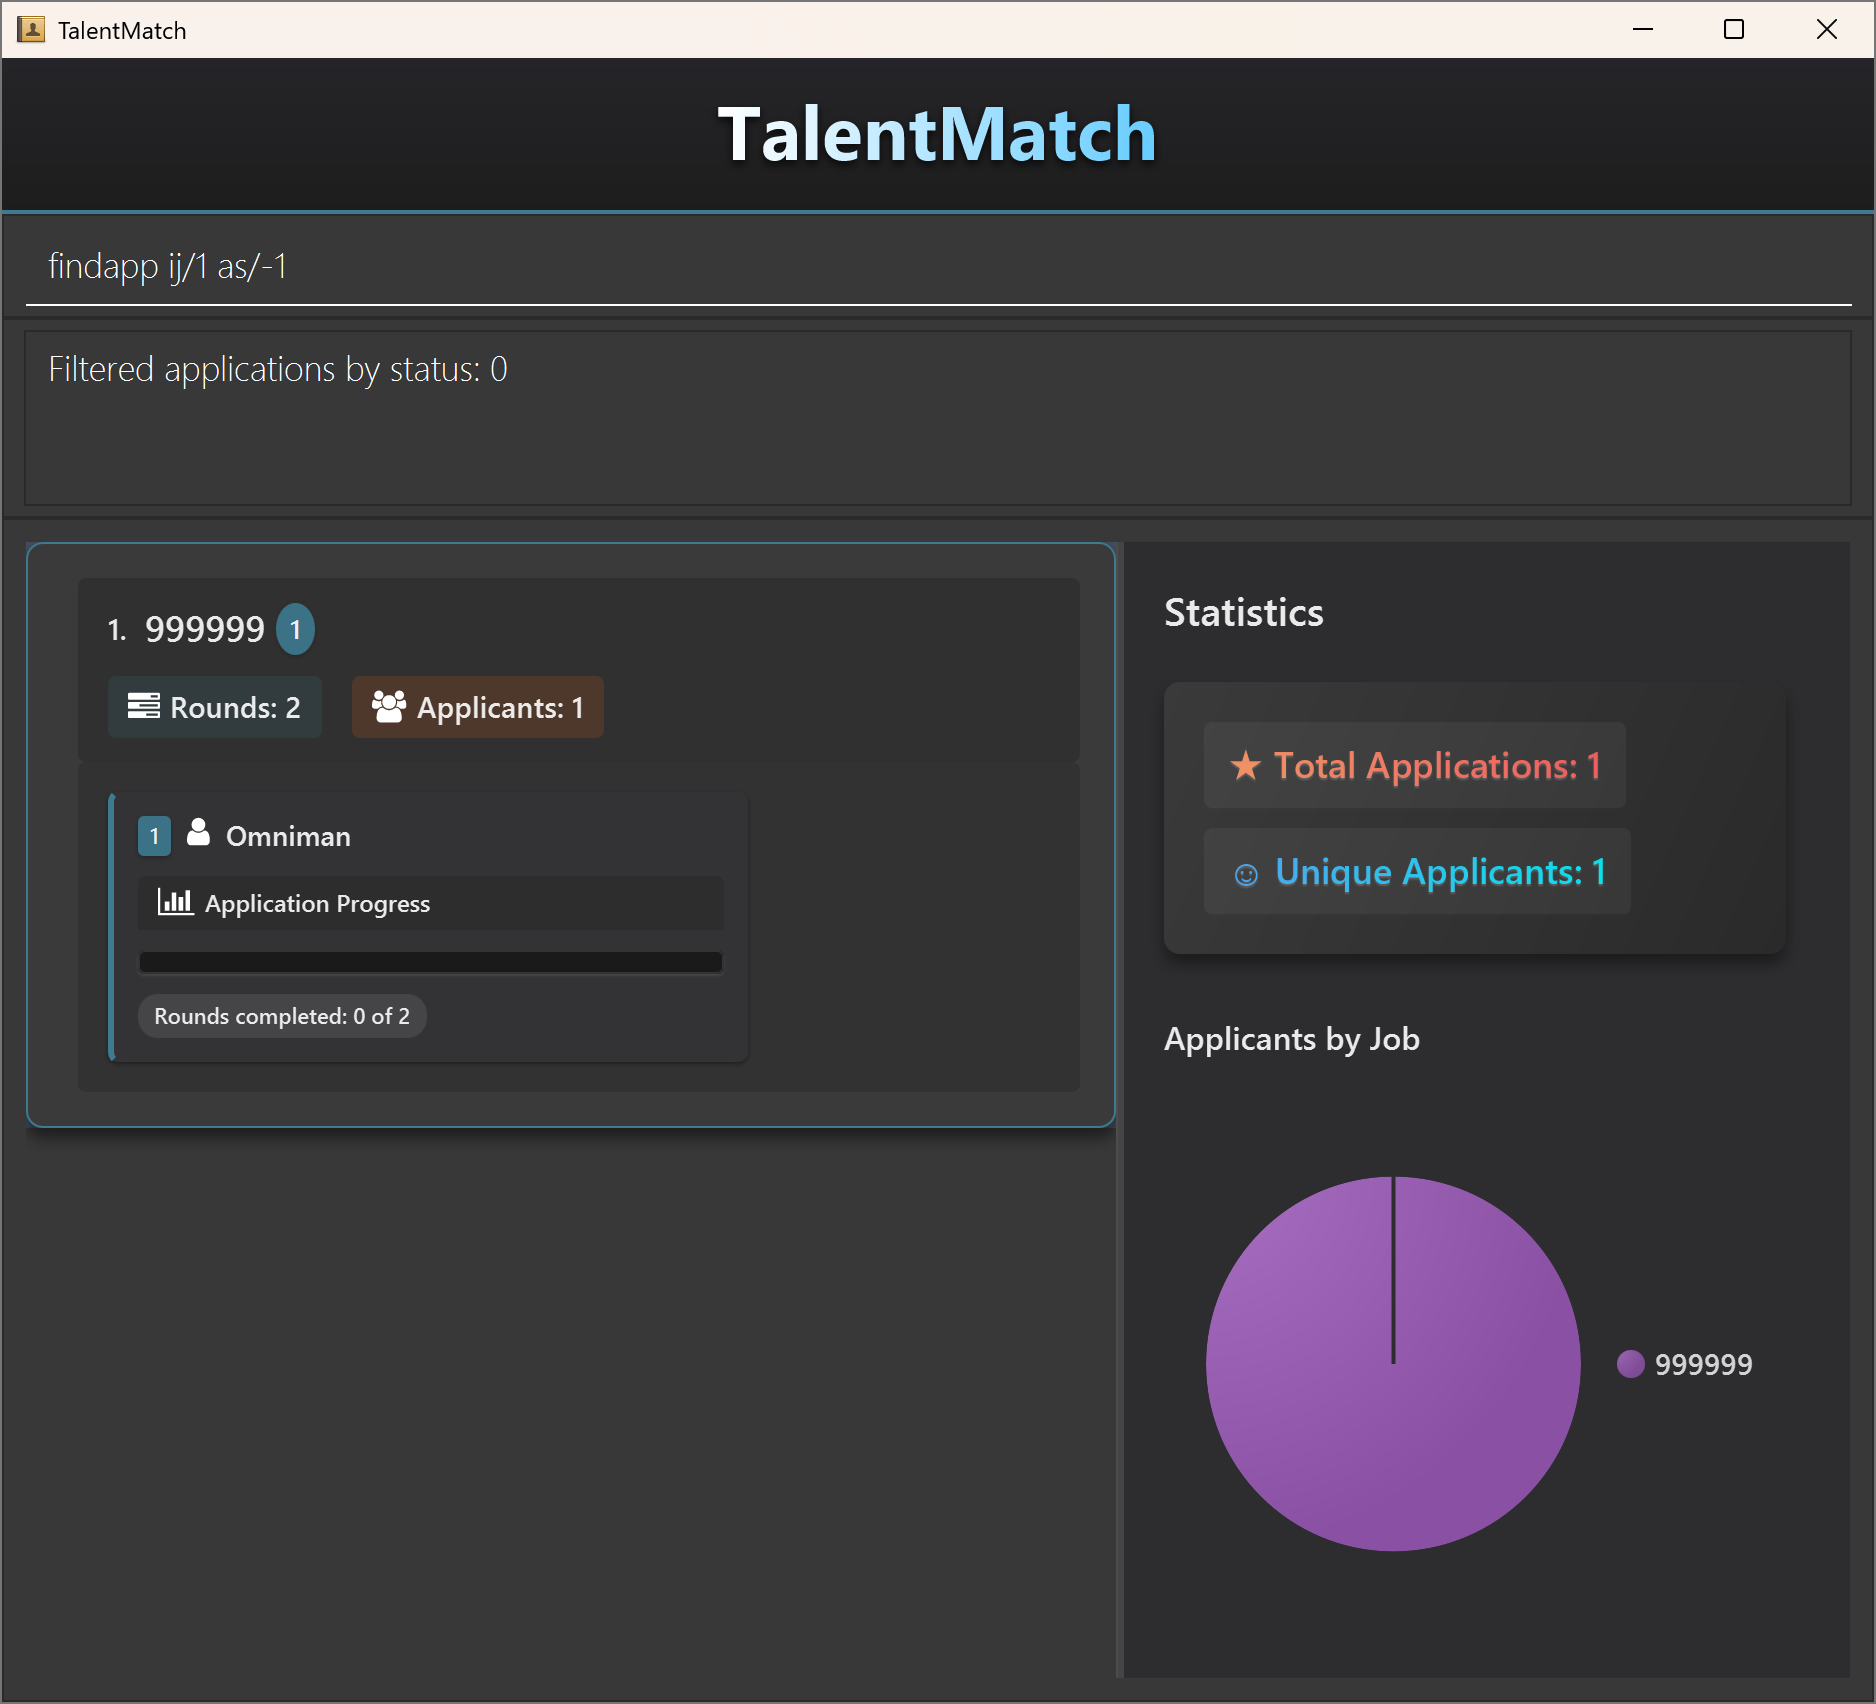 TalentMatch
TalentMatch
findapp ij/1 as/-1
Filtered applications by status: 0
1. 999999 1
Rounds: 2 Applicants: 1
1 Omniman
Application Progress
Rounds completed: 0 of 2
Statistics
★ Total Applications: 1
☺ Unique Applicants: 1
Applicants by Job
999999